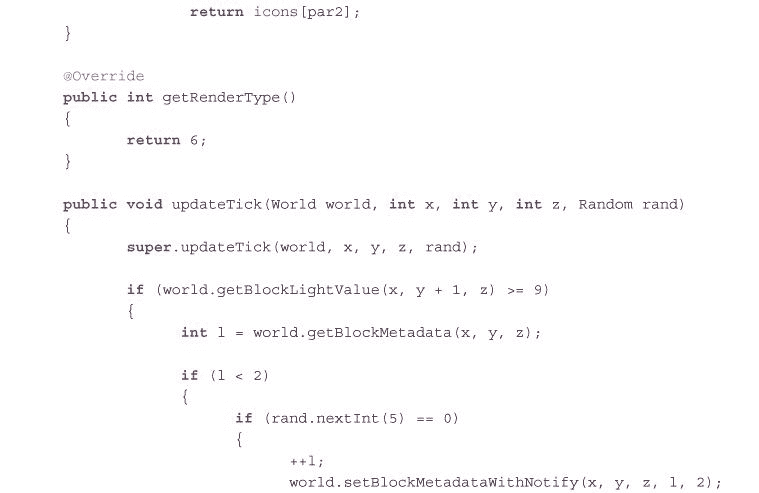 return icons[par2];
}
@Override
public int getRenderType()
{
return 6;
}
public void updateTick(World world, int x, int y, int z, Random rand)
{
super.updateTick(world, x, y, z, rand);
if (world.getBlockLightValue(x, y + 1, z) >= 9)
{
int l = world.getBlockMetadata(x, y, z);
if (l < 2)
{
if (rand.nextInt(5) == 0)
{
++l;
world.setBlockMetadataWithNotify(x, y, z, l, 2);